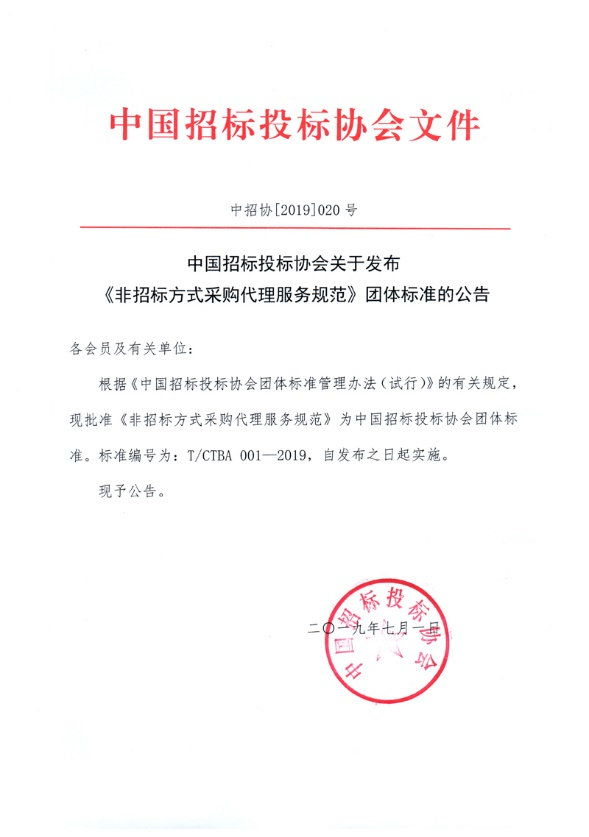 中国招标投标协会文件
中招协[2019]020 号
中国招标投标协会关于发布
《非招标方式采购代理服务规范》团体标准的公告
各会员及有关单位：
根据《中国招标投标协会团体标准管理办法（试行）》的有关规定，
现批准《非招标方式采购代理服务规范》为中国招标投标协会团体标
准。标准编号为：T/CTBA 001—2019，自发布之日起实施。
现予公告。
二〇一九年七月一日
中国招标投标协会